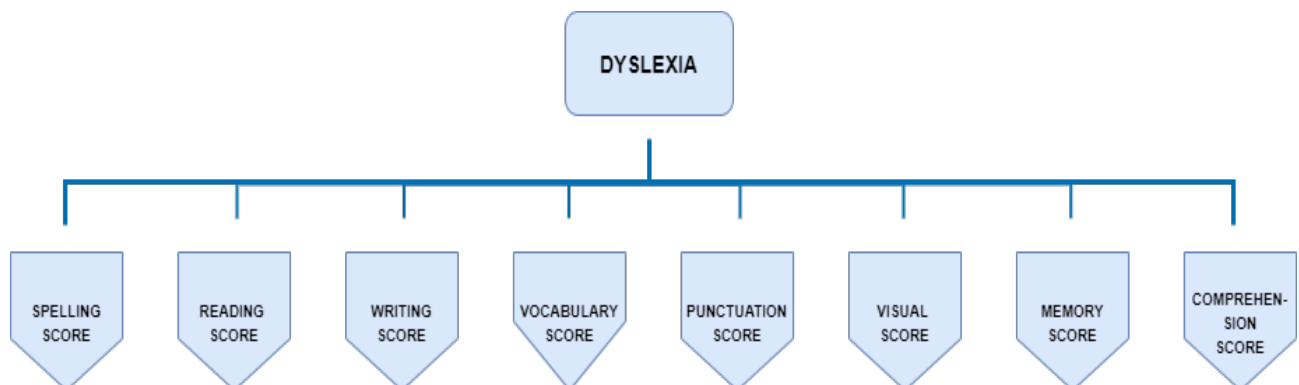 DYSLEXIA
SPELLING
SCORE
READING
SCORE
WRITING
SCORE
VOCABULARY
SCORE
PUNCTUATION
SCORE
VISUAL
SCORE
MEMORY
SCORE
COMPREHEN-
SION
SCORE